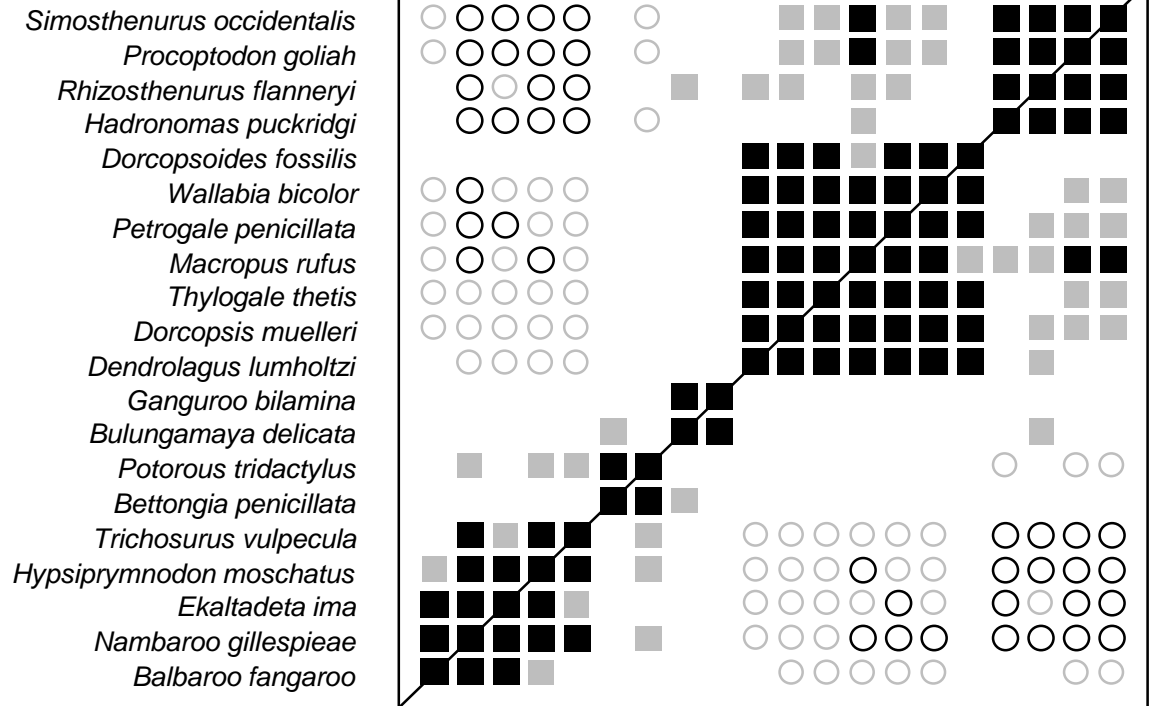 Simosthenurus occidentalis
Procoptodon goliah
Rhizosthenurus flanneryi
Hadronomas puckridgi
Dorcopsoides fossilis
Wallabia bicolor
Petrogale penicillata
Macropus rufus
Thylogale thetis
Dorcopsis muelleri
Dendrolagus lumholtzi
Ganguroo bilamina
Bulungamaya delicata
Potorous tridactylus
Bettongia penicillata
Trichosurus vulpecula
Hypsiprymnodon moschatus
Ekaltadeta ima
Nambaroo gillespieae
Balbaroo fangaroo